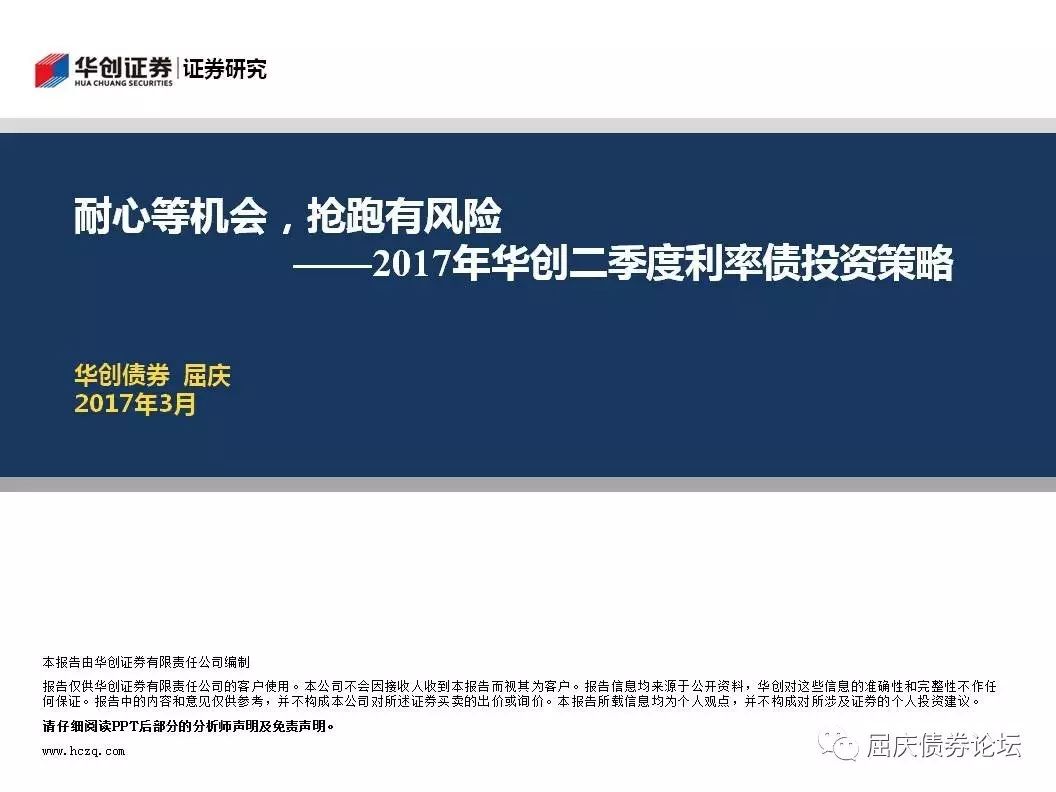 华创证券|证券研究
HUA CHUANG SECURITIES
耐心等机会，抢跑有风险
——2017年华创二季度利率债投资策略
华创债券 屈庆
2017年3月
本报告由华创证券有限责任公司编制
报告仅供华创证券有限责任公司的客户使用。本公司不会因接收人收到本报告而视其为客户。报告信息均来源于公开资料，华创对这些信息的准确性和完整性不作任
何保证。报告中的内容和意见仅供参考，并不构成本公司对所述证券买卖的出价或询价。本报告所载信息均为个人观点，并不构成对所涉及证券的个人投资建议。
请仔细阅读PPT后部分的分析师声明及免责声明。
www.hczq.com
屈庆债券论坛